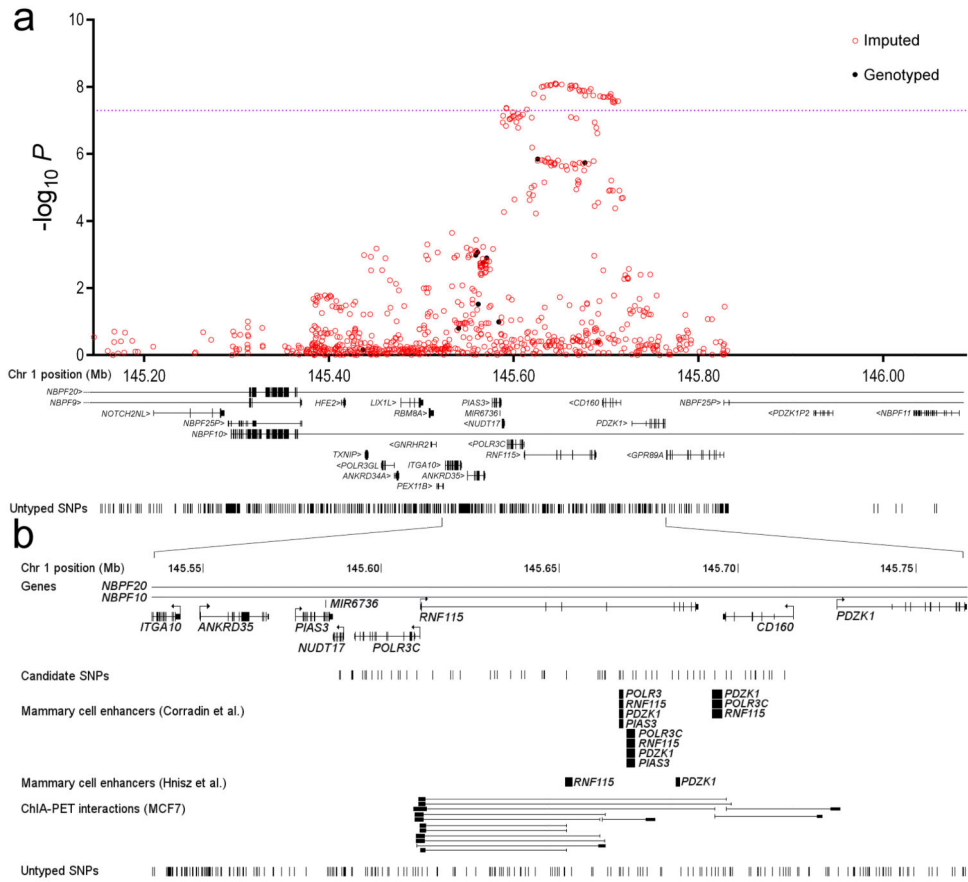 a
10
8
6
4
2
0
-log10 P
Imputed
Genotyped
Chr 1 position (Mb)
145.20 145.40 145.60 145.80 146.00
NBPF20>
NBPF9> HFE2> LIX1L> PIAS3> <CD160 NBPF25P>
NOTCH2NL> RBM8A> MIR6736 <PDZK1P2 <NBPF11
NBPF25P> <NUDT17 PDZK1>
NBPF10>
<GNRHR2 <POLR3C
TXNIP> RNF115> <GPR89A
<POLR3GL ITGA10>
ANKRD34A> ANKRD35>
PEX11B>
Untyped SNPs
b
Chr 1 position (Mb)
145.55 145.60 145.65 145.70 145.75
Genes NBPF20
NBPF10
MIR6736
RNF115
ITGA10 ANKRD35 PIAS3 CD160 PDZK1
NUDT17 POLR3C
Candidate SNPs
Mammary cell enhancers (Corradin et al.)
POLR3 PDZK1
RNF115 POLR3C
PDZK1 RNF115
PIAS3
POLR3C
RNF115
PDZK1
PIAS3
Mammary cell enhancers (Hnisz et al.) RNF115 PDZK1
ChIA-PET interactions (MCF7)
Untyped SNPs